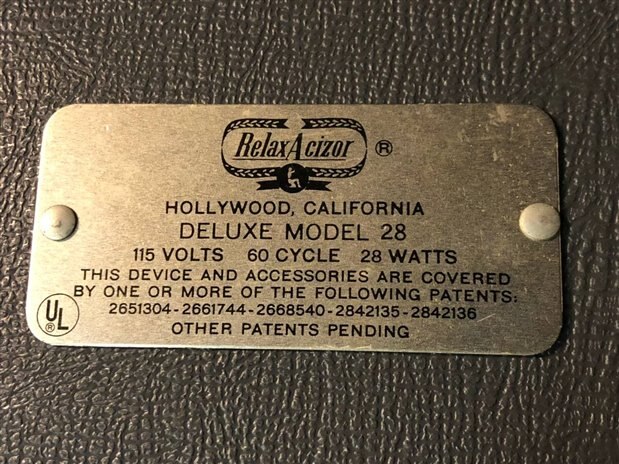 RelaxAcizor ®
HOLLYWOOD, CALIFORNIA
DELUXE MODEL 28
115 VOLTS 60 CYCLE 28 WATTS
THIS DEVICE AND ACCESSORIES ARE COVERED
BY ONE OR MORE OF THE FOLLOWING PATENTS:
2651304-2661744-2668540-2842135-2842136
OTHER PATENTS PENDING
UL ®